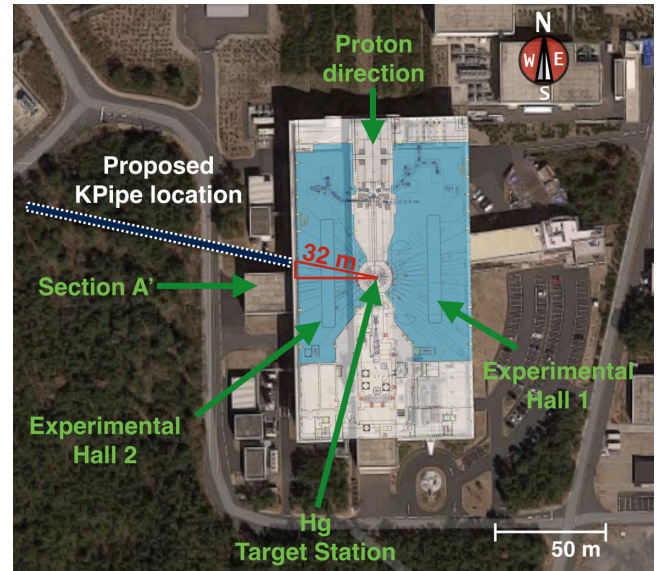 N
W E
S
Proton
direction
Proposed
KPipe location
32 m
Section A'
Experimental
Hall 1
Experimental
Hall 2
Hg
Target Station
50 m